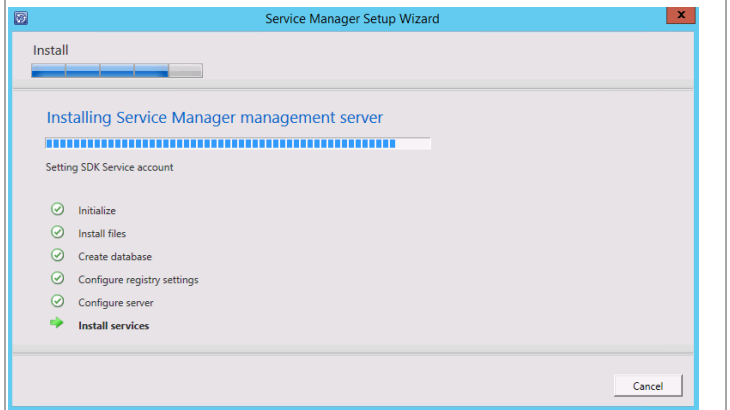 Service Manager Setup Wizard
x
Install
Installing Service Manager management server
Setting SDK Service account
Initialize
Install files
Create database
Configure registry settings
Configure server
Install services
Cancel